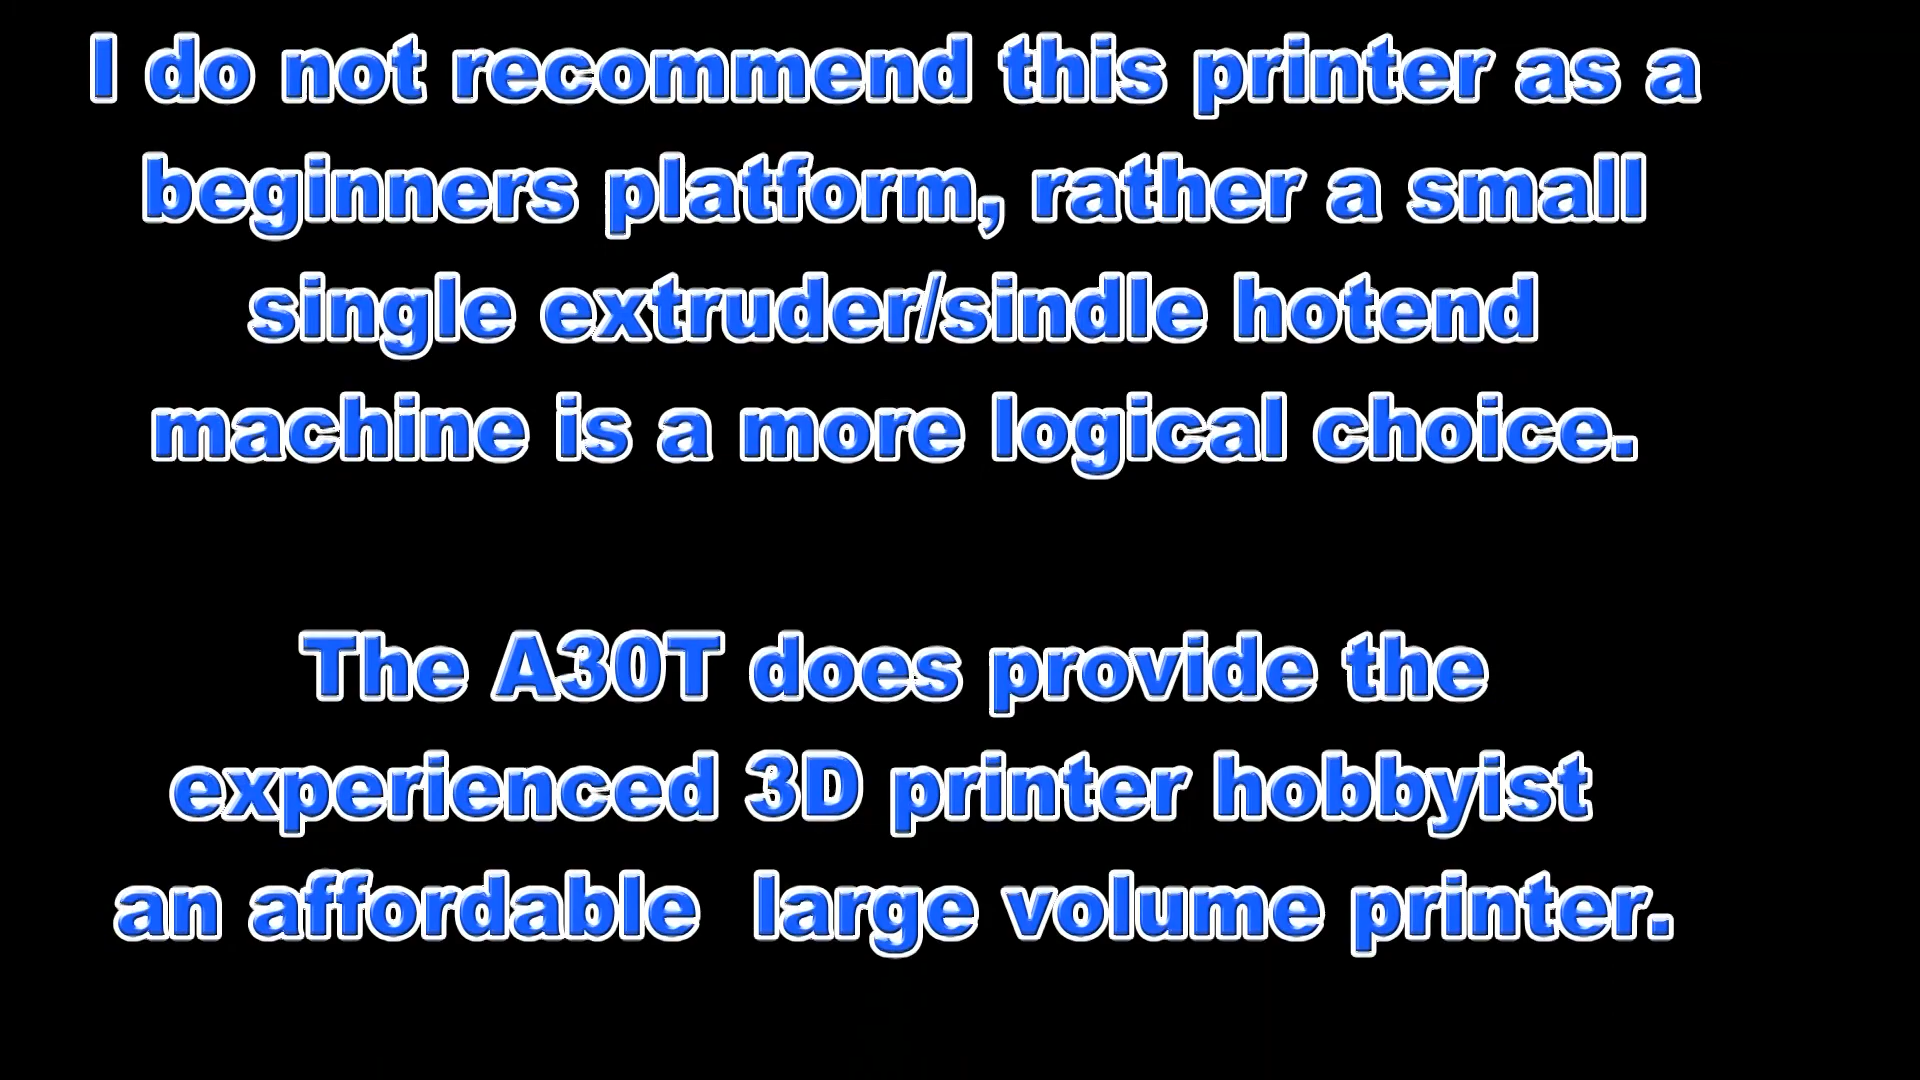 I do not recommend this printer as a
beginners platform, rather a small
single extruder/sindle hotend
machine is a more logical choice.
The A30T does provide the
experienced 3D printer hobbyist
an affordable  large volume printer.